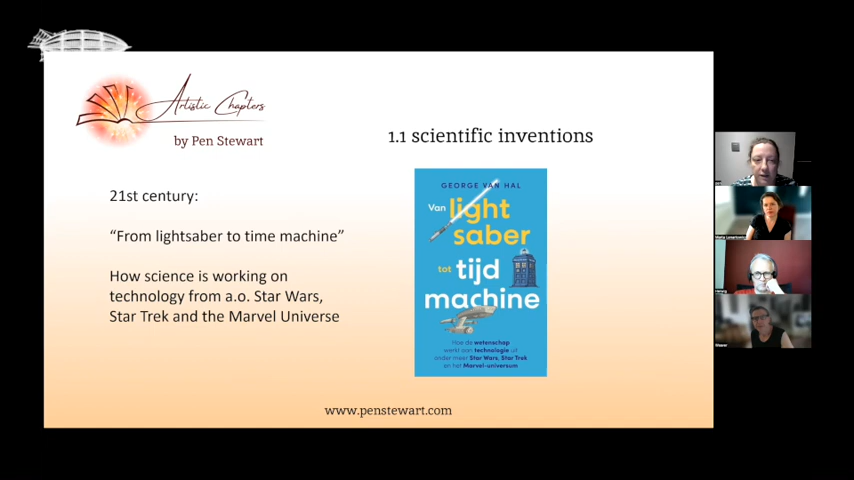 Artistic Chapters
by Pen Stewart
1.1 scientific inventions
21st century:
“From lightsaber to time machine”
How science is working on
technology from a.o. Star Wars,
Star Trek and the Marvel Universe
GEORGE VAN HAL
Van light
saber
tot tijd
machine
Hoe de wetenschap
werkt aan technologie uit
onder meer Star Wars, Star Trek
en het Marvel-universum
www.penstewart.com